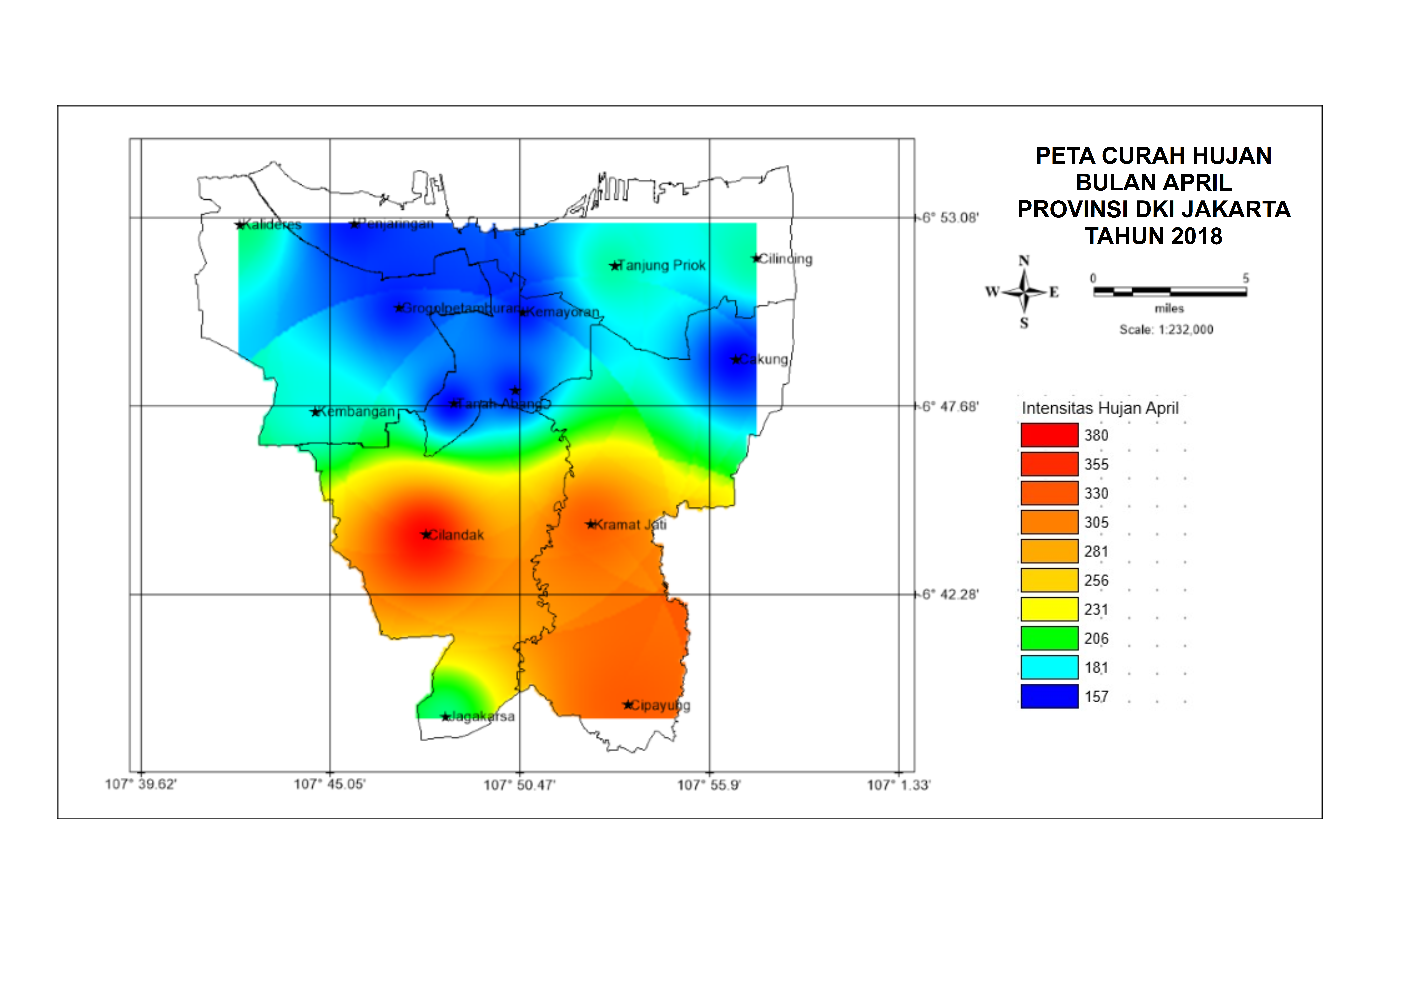 PETA CURAH HUJAN
BULAN APRIL
PROVINSI DKI JAKARTA
TAHUN 2018
N
W E
S
0 5
miles
Scale: 1:232,000
Intensitas Hujan April
380
355
330
305
281
256
231
206
181
157
Kalideres
Penjaringan
Tanjung Priok
Cilincing
Grogolpetamburan
Kemayoran
Cakung
Tanah Abang
Kembangan
Cilandak
Kramat Jati
Cipayung
Jagakarsa
-6° 53.08'
-6° 47.68'
-6° 42.28'
107° 39.62'
107° 45.05'
107° 50.47'
107° 55.9'
107° 1.33'